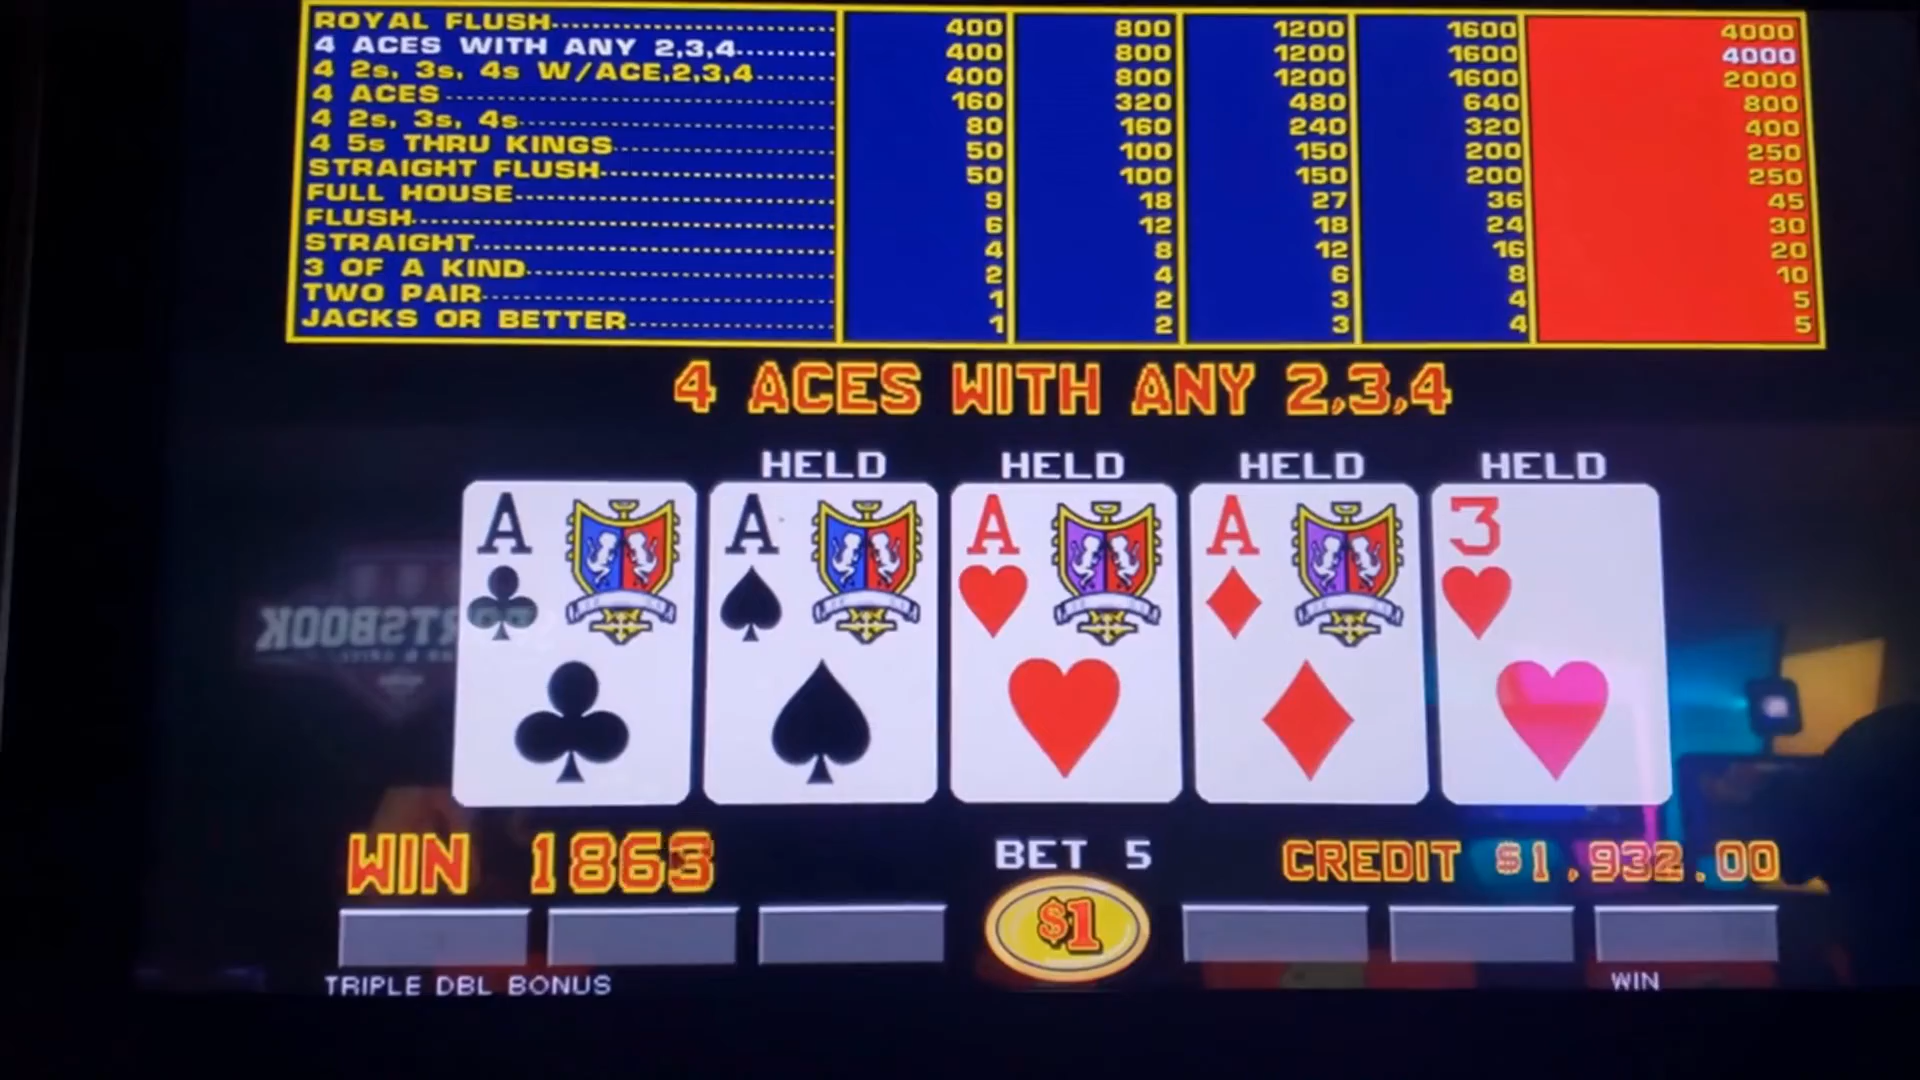 ROYAL FLUSH 400 800 1200 1600 4000
4 ACES WITH ANY 2,3,4 400 800 1200 1600 4000
4 2s, 3s, 4s W/ACE,2,3,4 400 800 1200 1600 2000
4 ACES 160 320 480 640 800
4 2s, 3s, 4s 80 160 240 320 400
4 5s THRU KINGS 50 100 150 200 250
STRAIGHT FLUSH 50 100 150 200 250
FULL HOUSE 9 18 27 36 45
FLUSH 6 12 18 24 30
STRAIGHT 4 8 12 16 20
3 OF A KIND 2 4 6 8 10
TWO PAIR 1 2 3 4 5
JACKS OR BETTER 1 2 3 4 5
4 ACES WITH ANY 2,3,4
HELD HELD HELD HELD
A A A A 3
SPORTSBOOK
WIN 1863 BET 5 CREDIT $1,932.00
$1
TRIPLE DBL BONUS WIN